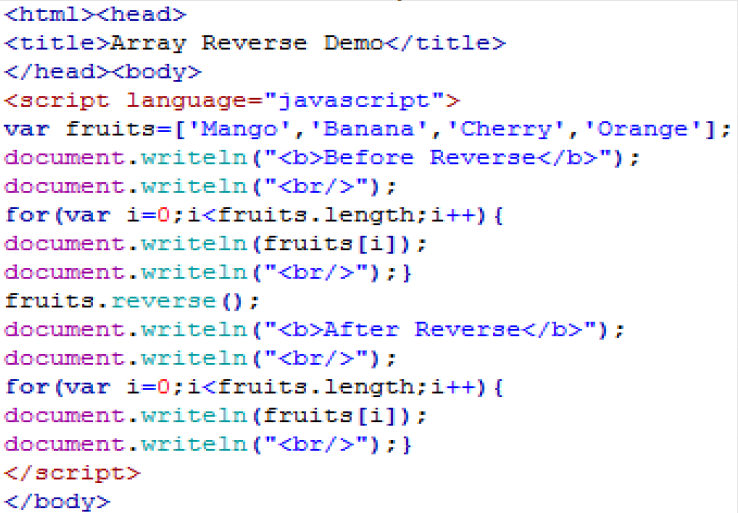 <html><head>
<title>Array Reverse Demo</title>
</head><body>
<script language="javascript">
var fruits=['Mango','Banana','Cherry','Orange'];
document.writeln("<b>Before Reverse</b>");
document.writeln("<br/>");
for(var i=0;i<fruits.length;i++){
document.writeln(fruits[i]);
document.writeln("<br/>");}
fruits.reverse();
document.writeln("<b>After Reverse</b>");
document.writeln("<br/>");
for(var i=0;i<fruits.length;i++){
document.writeln(fruits[i]);
document.writeln("<br/>");}
</script>
</body>